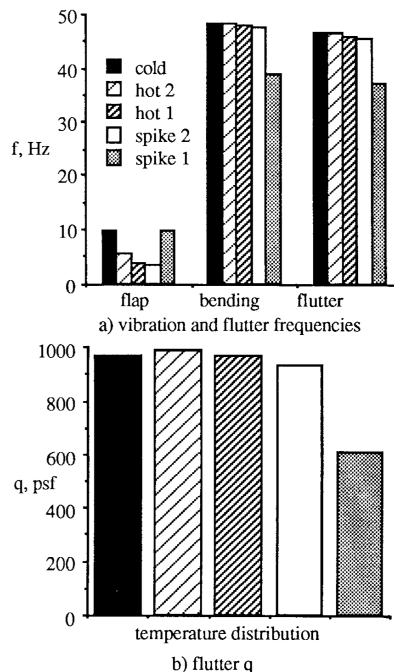 50
40
f, Hz
30
20
10
0
cold
hot 2
hot 1
spike 2
spike 1
flap bending flutter
a) vibration and flutter frequencies
1000
800
q, psf
600
400
200
0
temperature distribution
b) flutter q